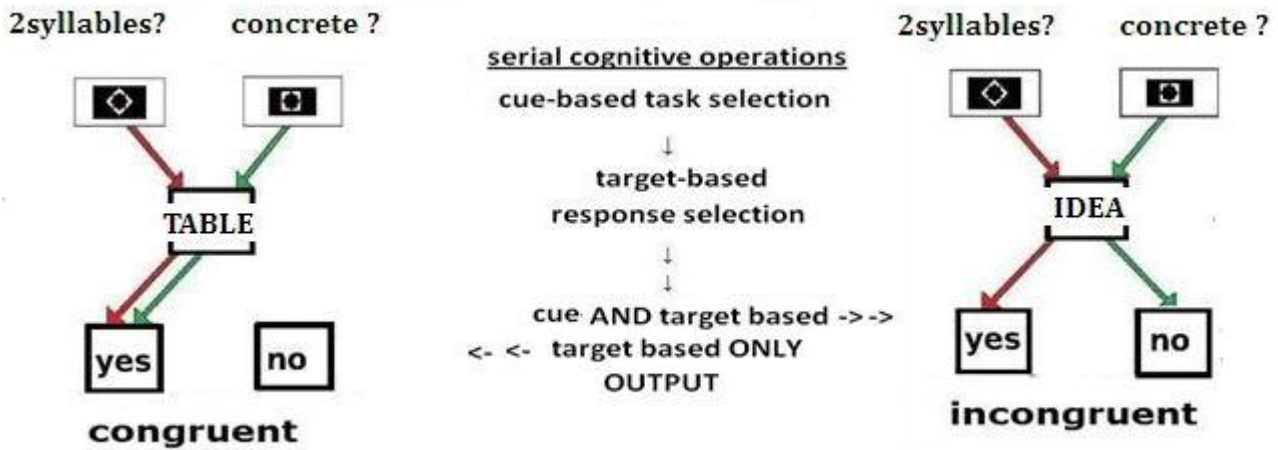 2syllables? concrete ?
TABLE
yes no
congruent
serial cognitive operations
cue-based task selection
↓
target-based
response selection
↓
↓
cue AND target based ->->
<- <- target based ONLY
OUTPUT
2syllables? concrete ?
IDEA
yes no
incongruent